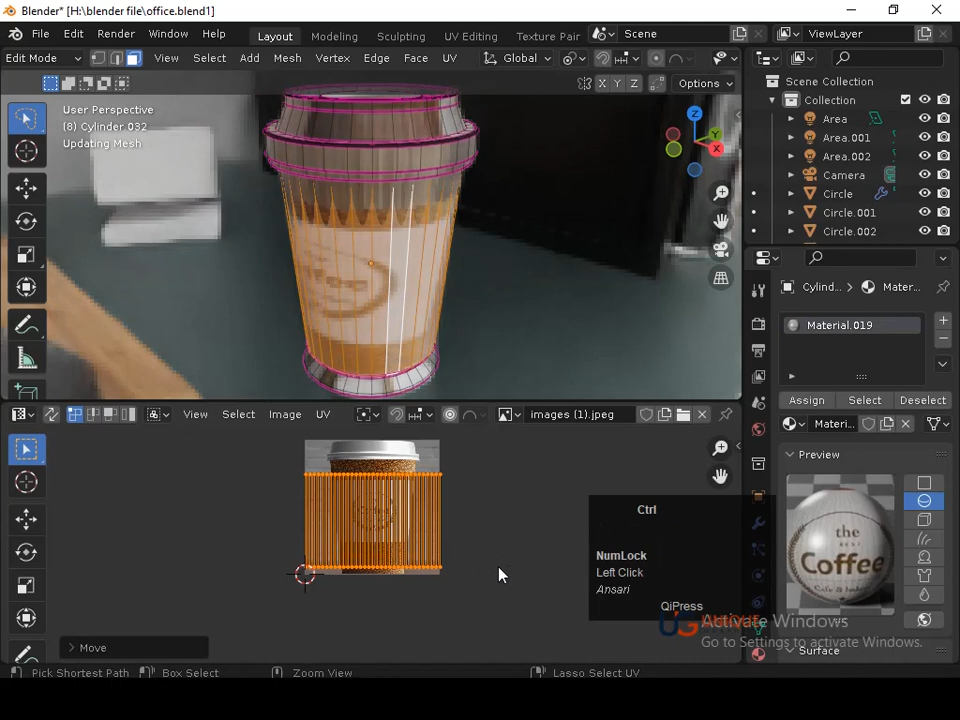 Blender* [H:\blender file\office.blend1]
File Edit Render Window Help Layout Modeling Sculpting UV Editing Texture Pair Scene ViewLayer
Edit Mode View Select Add Mesh Vertex Edge Face UV Global
X Y Z Options
Scene Collection
User Perspective
(8) Cylinder 032
Updating Mesh
Collection
Area
Area.001
Area.002
Camera
Circle
Circle.001
Circle.002
Z
Y
X
Cylind... > Mater...
Material.019
Assign Select Deselect
Materi...
Preview
the
BEST
Coffee
View Select Image UV images (1).jpeg
Ctrl
NumLock
Left Click
Ansari
QiPress
Activate Windows
Go to Settings to activate Windows.
Move
Surface
Pick Shortest Path Box Select Zoom View Lasso Select UV